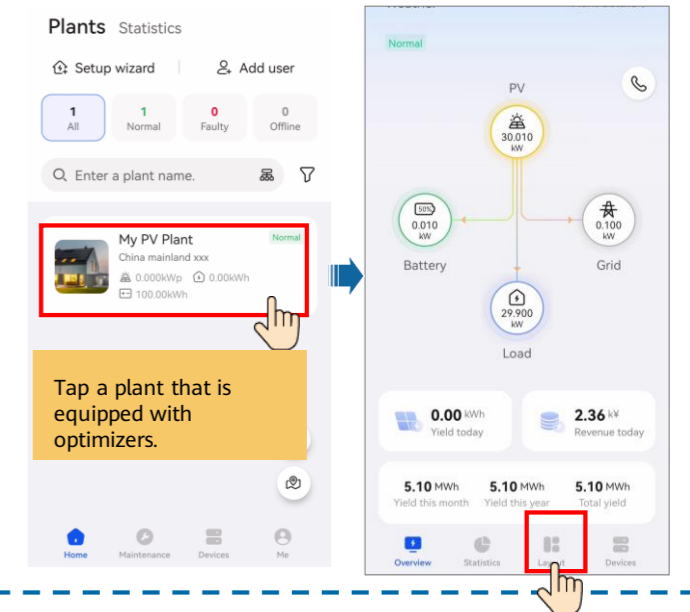 Plants Statistics
Setup wizard Add user
1 1 0 0
All Normal Faulty Offline
Enter a plant name.
My PV Plant Normal
China mainland xxx
0.000kWp 0.00kWh
100.00kWh
Tap a plant that is
equipped with
optimizers.
Home Maintenance Devices Me
Normal
PV
30.010
kW
50%
0.010
kW
Battery
0.100
kW
Grid
29.900
kW
Load
0.00 kWh
Yield today
2.36 k¥
Revenue today
5.10 MWh 5.10 MWh 5.10 MWh
Yield this month Yield this year Total yield
Overview Statistics Layout Devices